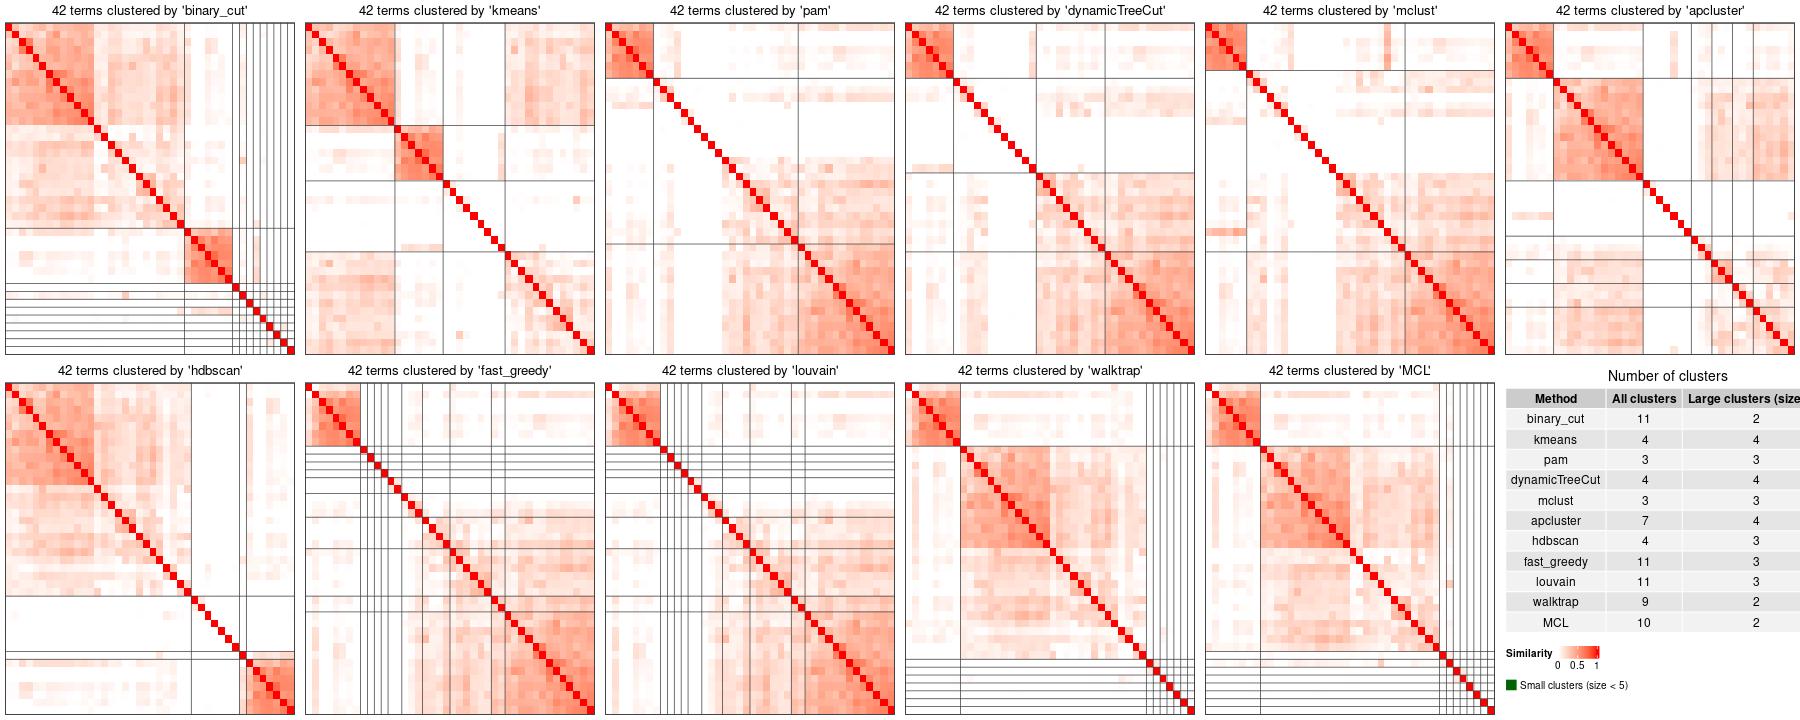 42 terms clustered by 'binary_cut'
42 terms clustered by 'kmeans'
42 terms clustered by 'pam'
42 terms clustered by 'dynamicTreeCut'
42 terms clustered by 'mclust'
42 terms clustered by 'apcluster'
42 terms clustered by 'hdbscan'
42 terms clustered by 'fast_greedy'
42 terms clustered by 'louvain'
42 terms clustered by 'walktrap'
42 terms clustered by 'MCL'
Number of clusters
Method All clusters Large clusters (size
binary_cut 11 2
kmeans 4 4
pam 3 3
dynamicTreeCut 4 4
mclust 3 3
apcluster 7 4
hdbscan 4 3
fast_greedy 11 3
louvain 11 3
walktrap 9 2
MCL 10 2
Similarity
0 0.5 1
Small clusters (size < 5)